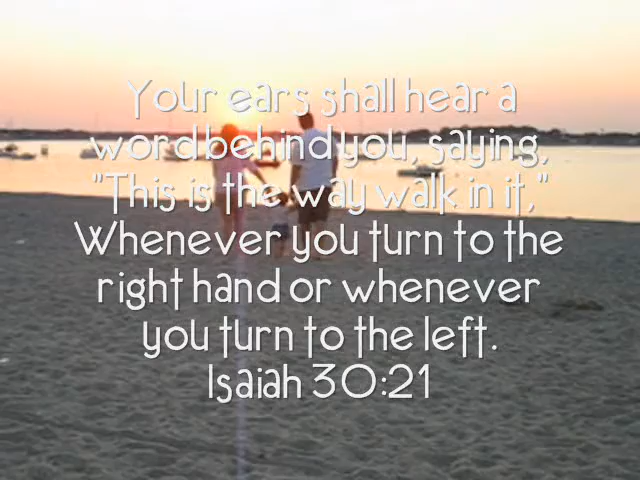 Your ears shall hear a
word behind you, saying,
"This is the way walk in it,"
Whenever you turn to the
right hand or whenever
you turn to the left.
Isaiah 30:21